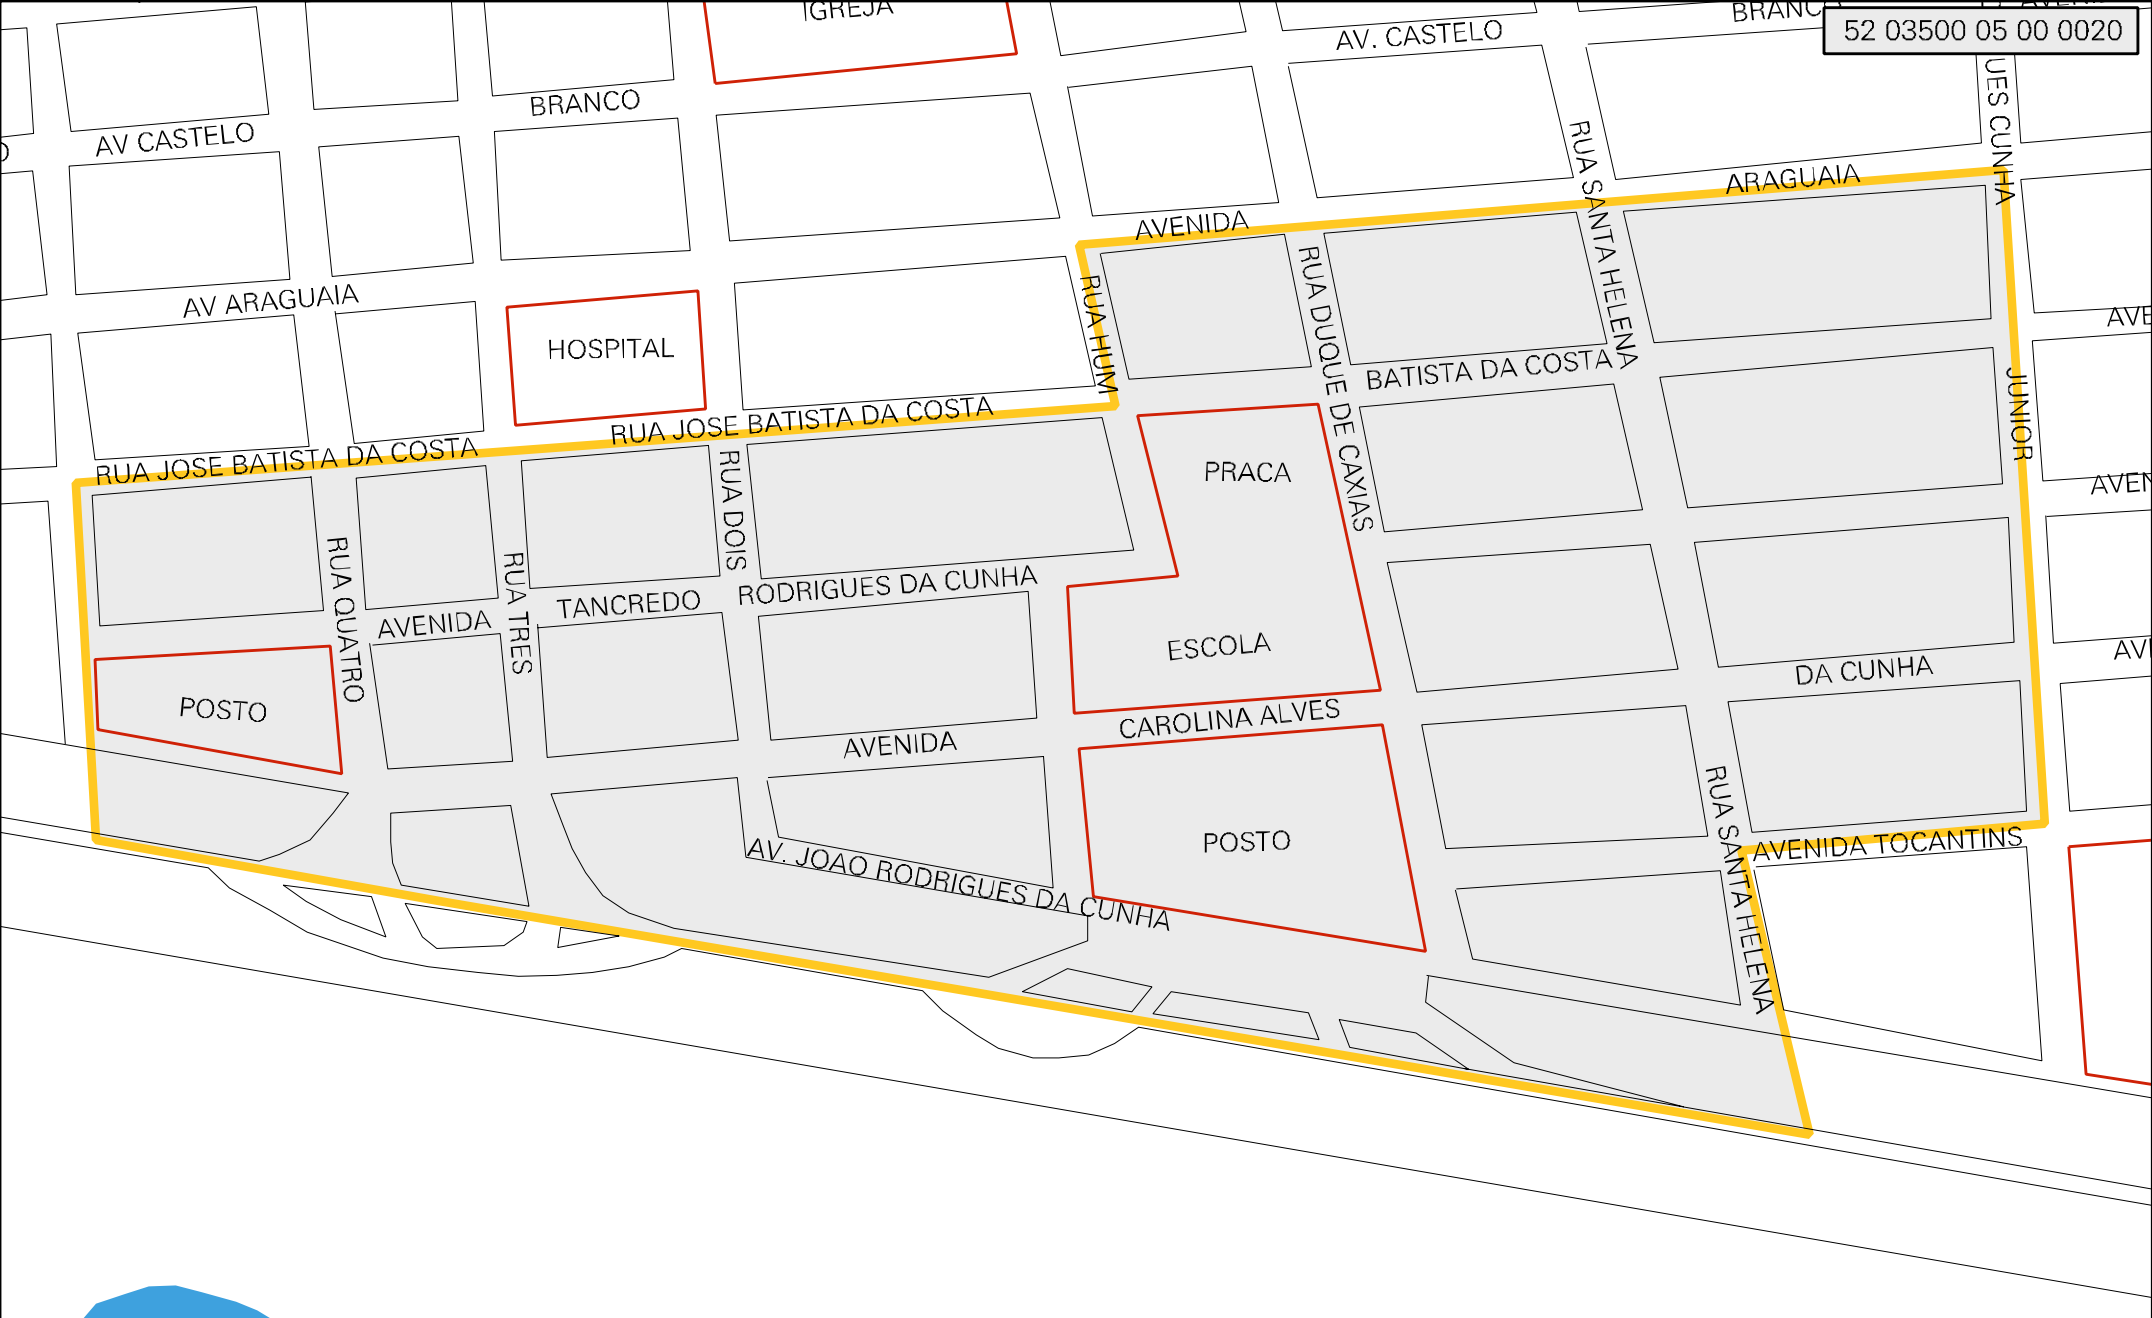 IGREJA
BRANCO
52 03500 05 00 0020
AV. CASTELO
BRANCO
AV CASTELO
UES CUNHA
RUA SANTA HELENA
ARAGUAIA
AVENIDA
AV ARAGUAIA
RUA HUM
RUA DUQUE DE CAXIAS
HOSPITAL
BATISTA DA COSTA
AVE
JUNIOR
RUA JOSE BATISTA DA COSTA
RUA JOSE BATISTA DA COSTA
PRACA
AVEN
RUA DOIS
RUA QUATRO
RUA TRES
RODRIGUES DA CUNHA
TANCREDO
AVENIDA
ESCOLA
AVI
DA CUNHA
POSTO
CAROLINA ALVES
AVENIDA
RUA SANTA HELENA
POSTO
AVENIDA TOCANTINS
AV. JOAO RODRIGUES DA CUNHA